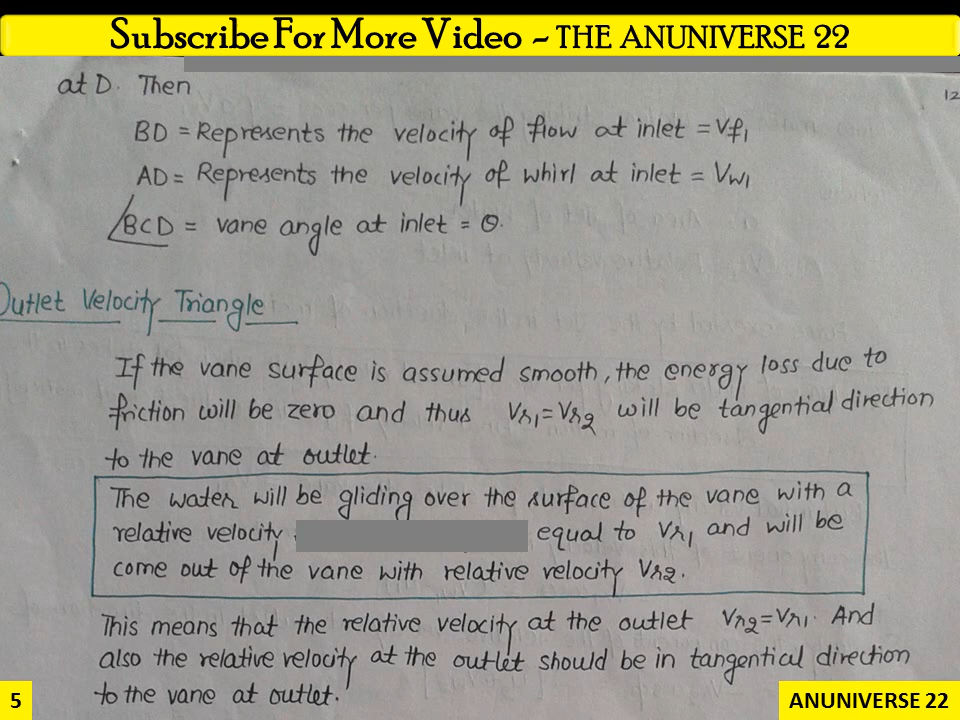 Subscribe For More Video – THE ANUNIVERSE 22
at D. Then
12
BD = Represents the velocity of flow at inlet = Vf1
AD = Represents the velocity of whirl at inlet = Vw1
∠BCD = vane angle at inlet = θ.
Outlet Velocity Triangle
If the vane surface is assumed smooth, the energy loss due to
friction will be zero and thus Vr1 = Vr2 will be tangential direction
to the vane at outlet.
The water will be gliding over the surface of the vane with a
relative velocity equal to Vr1 and will be
come out of the vane with relative velocity Vr2.
This means that the relative velocity at the outlet Vr2 = Vr1. And
also the relative velocity at the outlet should be in tangential direction
to the vane at outlet.
5
ANUNIVERSE 22